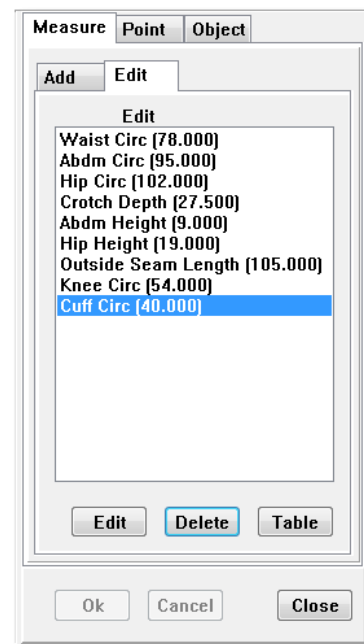 Measure Point Object
Add Edit
Edit
Waist Circ (78.000)
Abdm Circ (95.000)
Hip Circ (102.000)
Crotch Depth (27.500)
Abdm Height (9.000)
Hip Height (19.000)
Outside Seam Length (105.000)
Knee Circ (54.000)
Cuff Circ (40.000)
Edit Delete Table
Ok Cancel Close